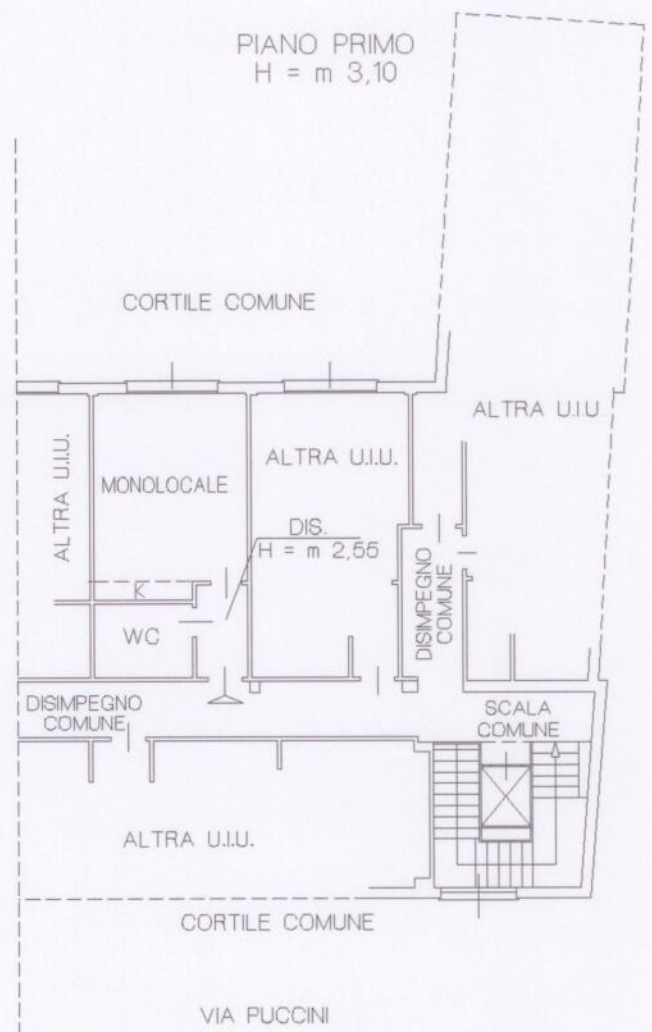 PIANO PRIMO
H = m 3,10
CORTILE COMUNE
ALTRA U.I.U
ALTRA U.I.U.
ALTRA U.I.U.
MONOLOCALE
DIS.
H = m 2,55
K
WC
DISIMPEGNO
COMUNE
DISIMPEGNO
COMUNE
SCALA
COMUNE
ALTRA U.I.U.
CORTILE COMUNE
VIA PUCCINI